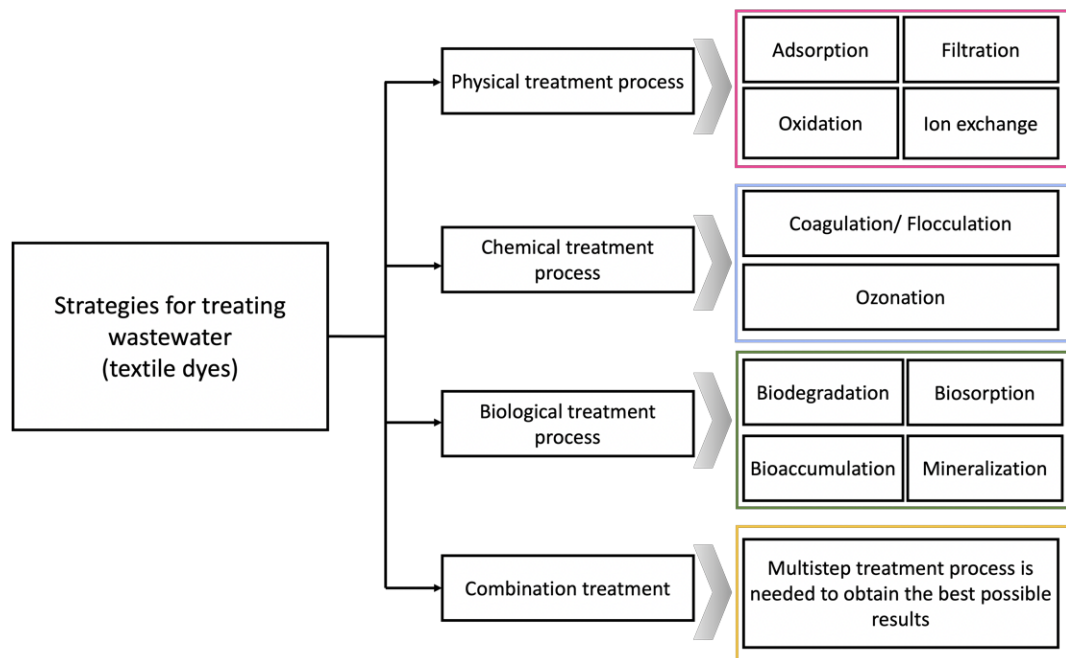 Physical treatment process
Adsorption
Filtration
Oxidation
Ion exchange
Strategies for treating
wastewater
(textile dyes)
Chemical treatment
process
Coagulation/ Flocculation
Ozonation
Biological treatment
process
Biodegradation
Biosorption
Bioaccumulation
Mineralization
Combination treatment
Multistep treatment process is
needed to obtain the best possible
results